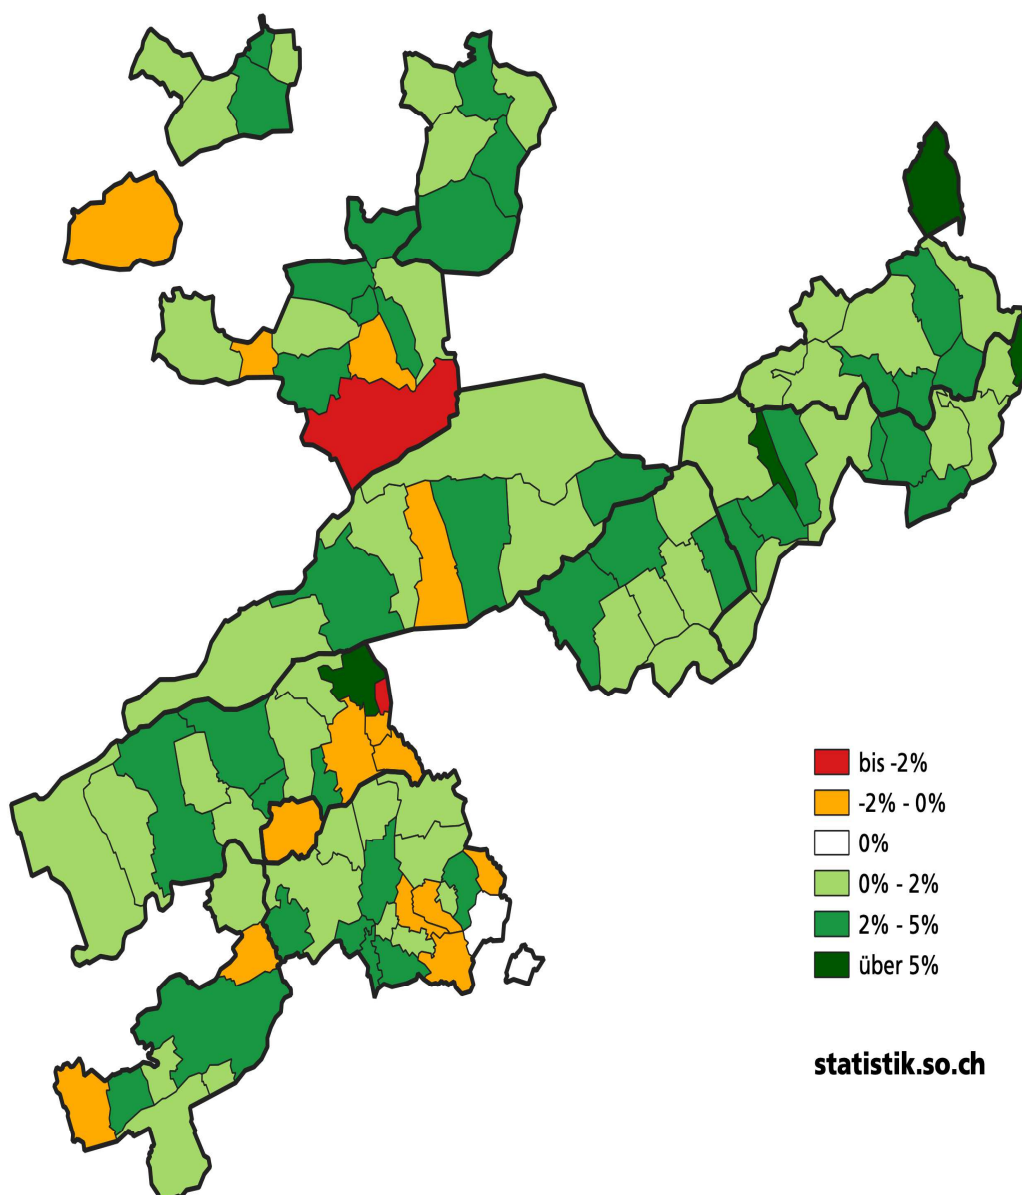 bis -2%
-2% - 0%
0%
0% - 2%
2% - 5%
über 5%
statistik.so.ch